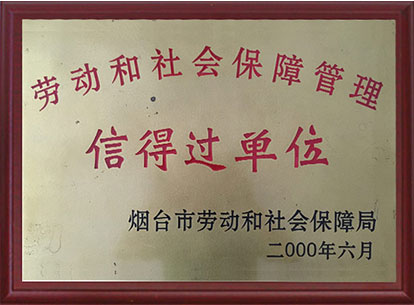 劳动和社会保障管理
信得过单位
烟台市劳动和社会保障局
二000年六月